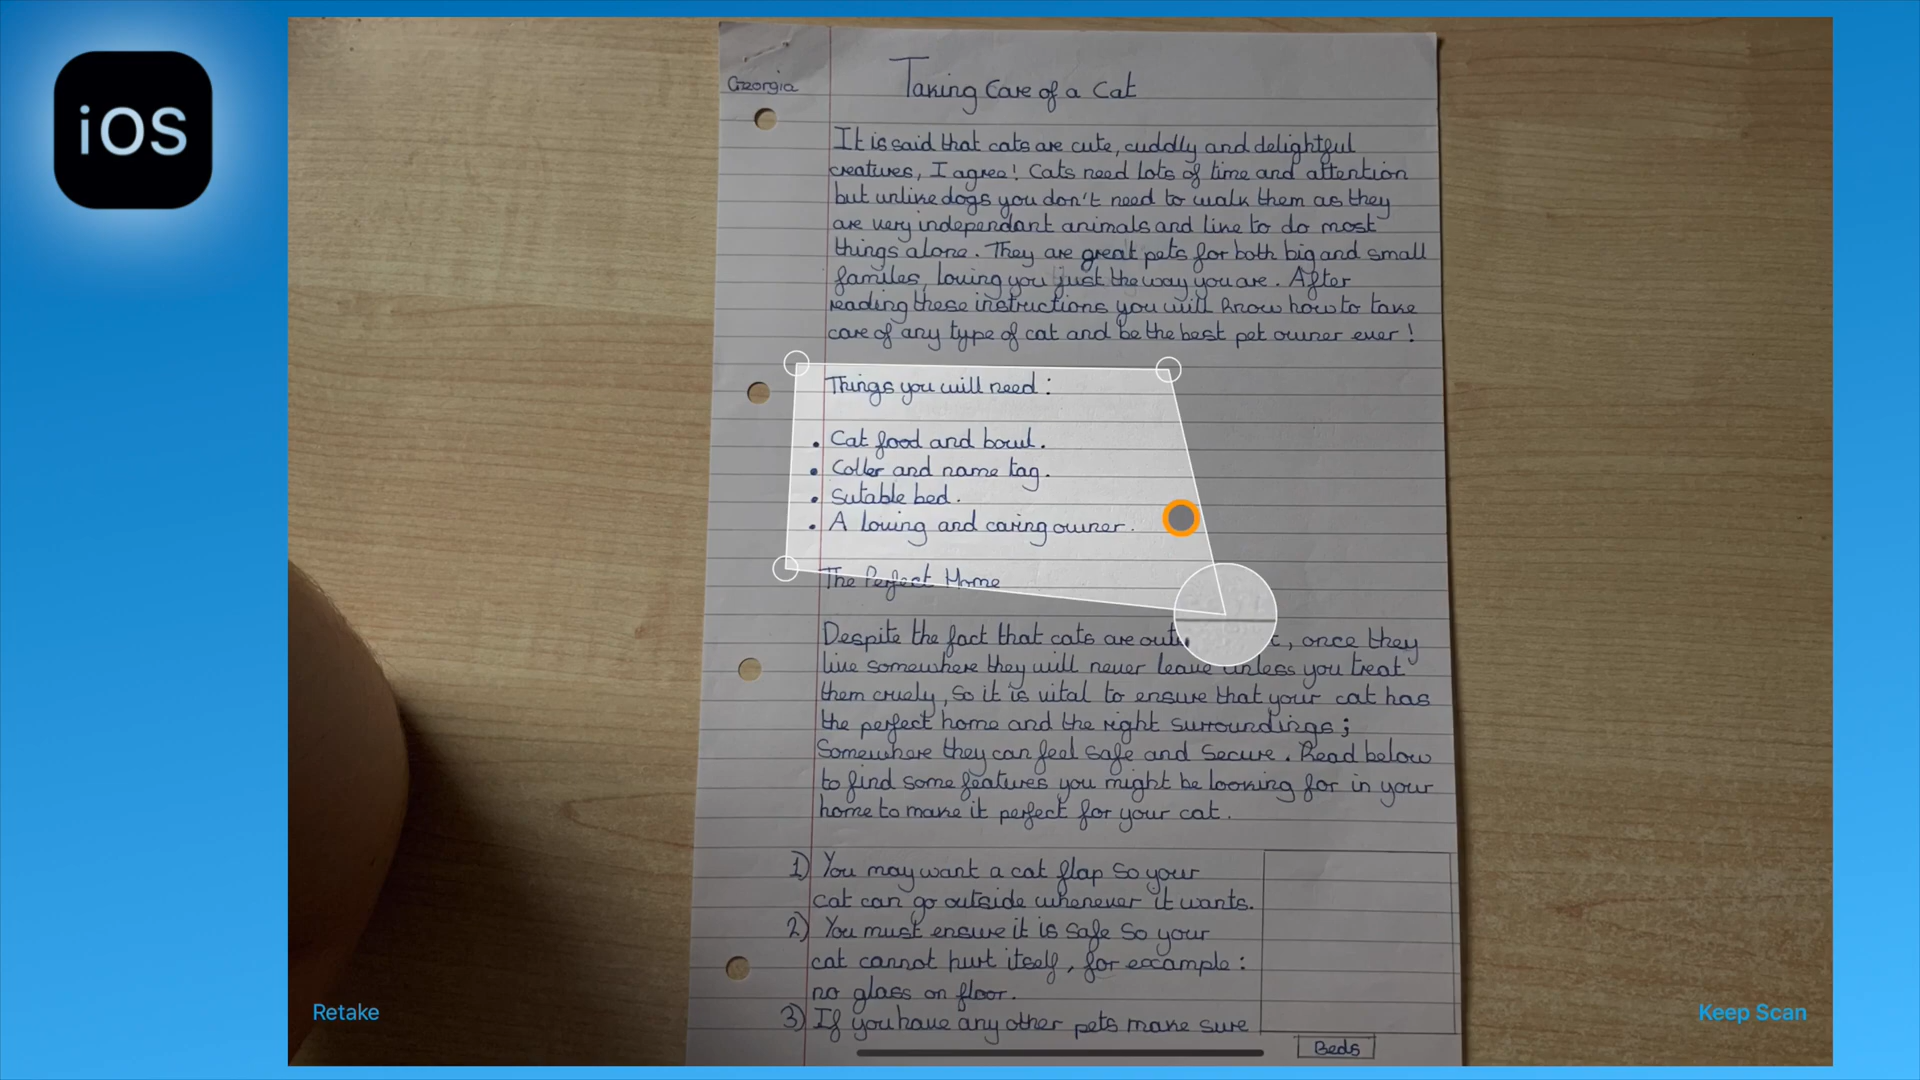 iOS
Georgia
Taking Care of a Cat
It is said that cats are cute, cuddly and delightful
creatures, I agree! Cats need lots of time and attention
but unlike dogs you don't need to walk them as they
are very independant animals and like to do most
things alone. They are great pets for both big and small
familes, loving you just the way you are. After
reading these instructions you will know how to take
care of any type of cat and be the best pet owner ever!
Things you will need:
• Cat food and bowl.
• Coller and name tag.
• Sutable bed.
• A loving and caring owner.
The Perfect Home
Despite the fact that cats are , once they
live somewhere they will never leave unless you treat
them cruely, so it is vital to ensure that your cat has
the perfect home and the right surroundings;
Somewhere they can feel safe and secure. Read below
to find some features you might be looking for in your
home to make it perfect for your cat.
1) You may want a cat flap so your
cat can go outside whenever it wants.
2) You must ensure it is safe so your
cat cannot hurt itself, for example:
no glass on floor.
3) If you have any other pets make sure
Beds
Retake
Keep Scan